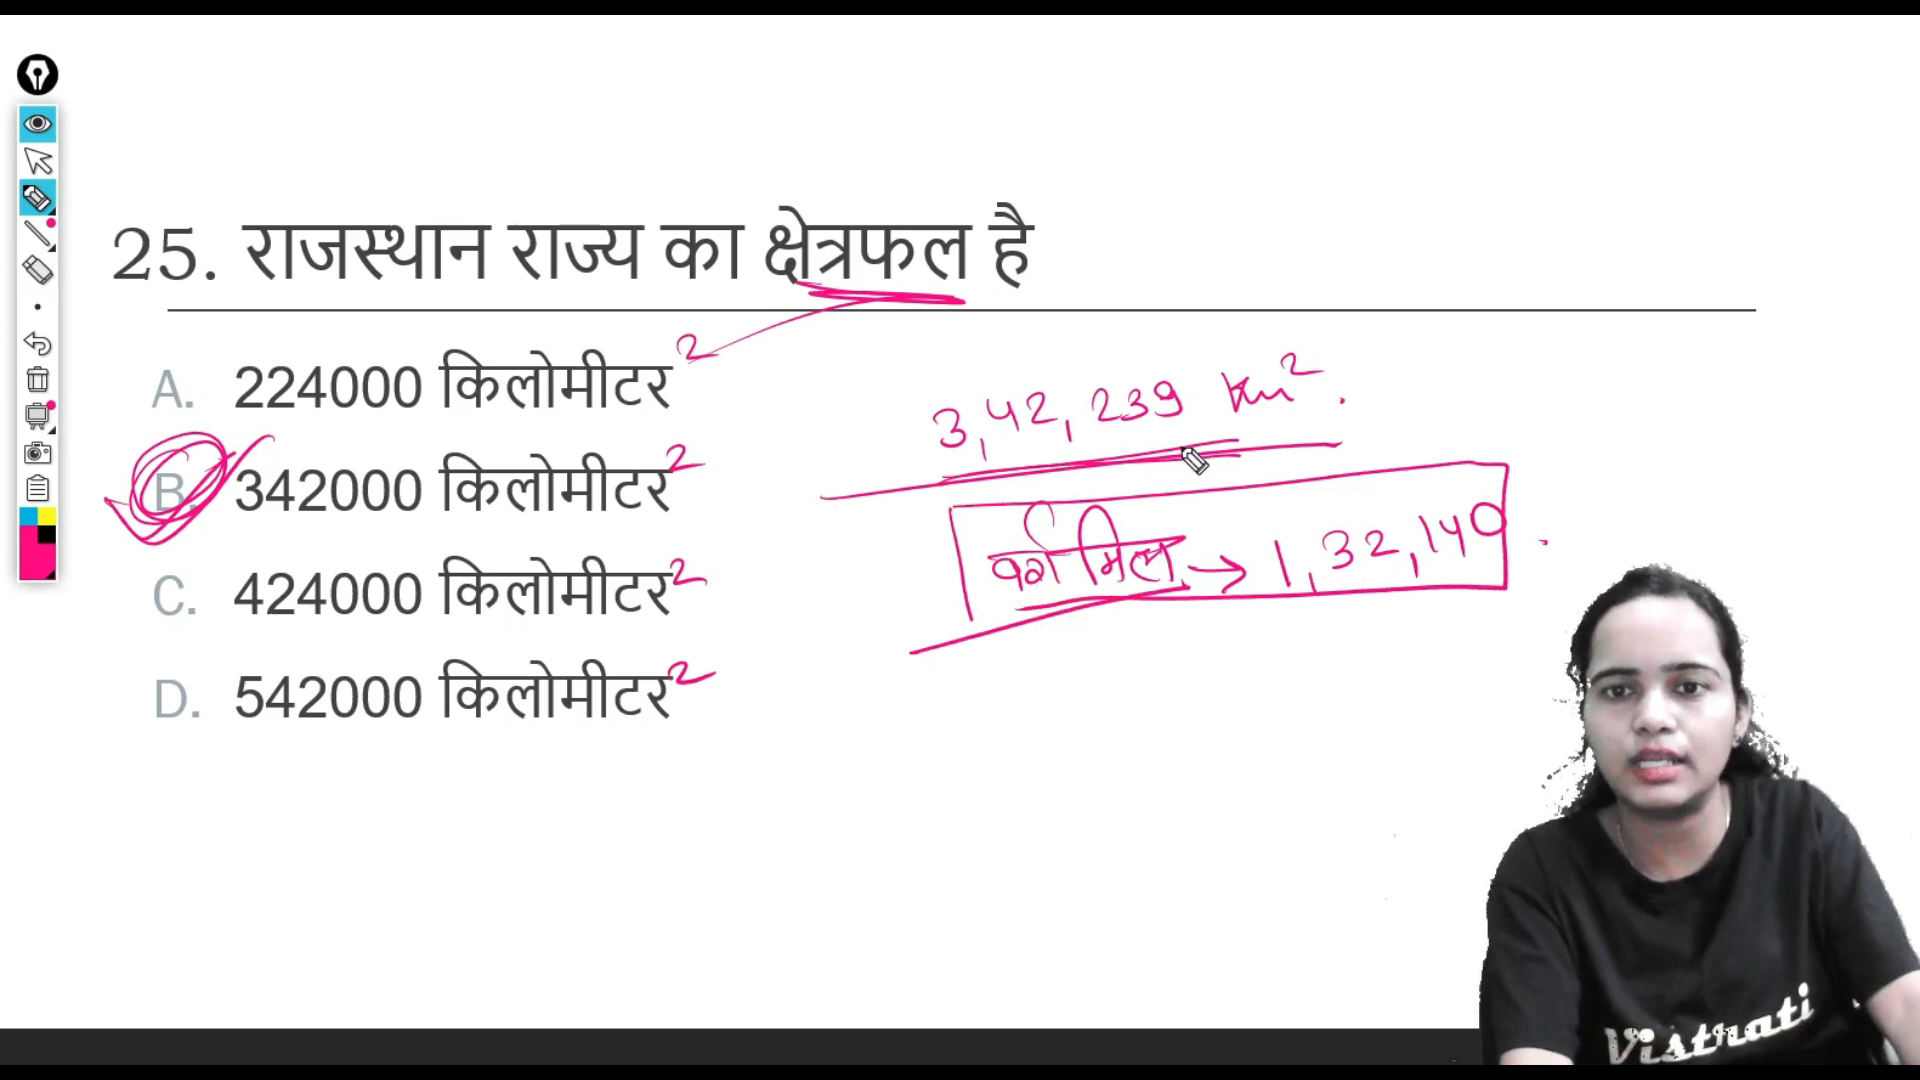 25. राजस्थान राज्य का क्षेत्रफल है
A. 224000 किलोमीटर²
B. 342000 किलोमीटर²
C. 424000 किलोमीटर²
D. 542000 किलोमीटर²
3,42,239 Km².
वर्ग मिल → 1,32,140.
Vistrati